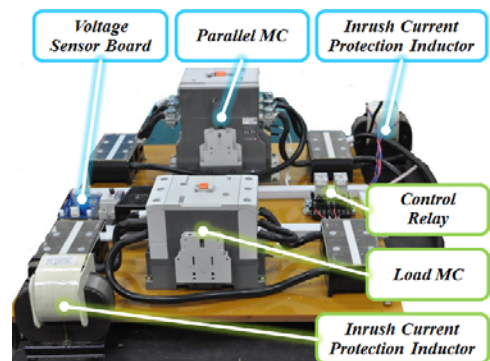 Voltage
Sensor Board
Parallel MC
Inrush Current
Protection Inductor
Control
Relay
Load MC
Inrush Current
Protection Inductor